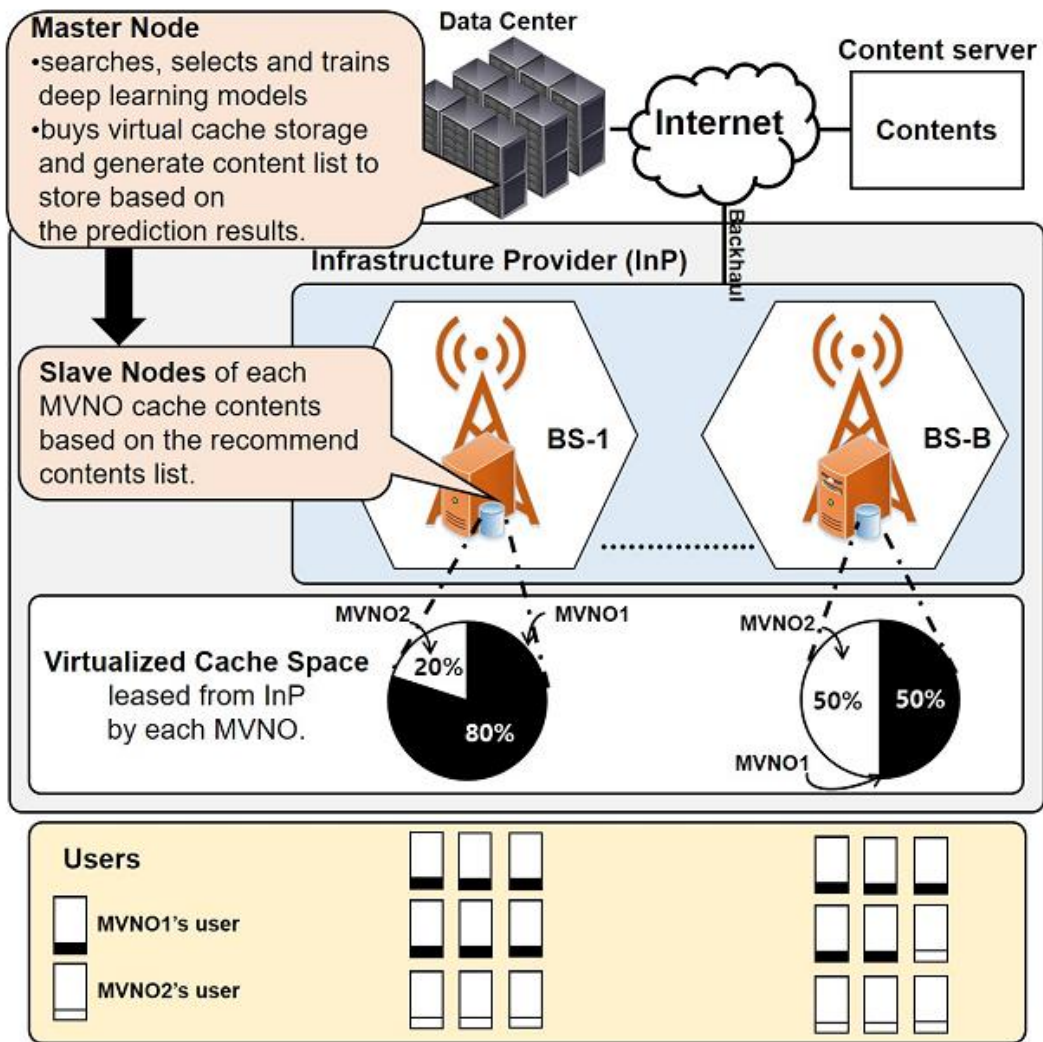 Master Node
•searches, selects and trains
deep learning models
•buys virtual cache storage
and generate content list to
store based on
the prediction results.
Data Center
Internet
Content server
Contents
Backhaul
Infrastructure Provider (InP)
Slave Nodes of each
MVNO cache contents
based on the recommend
contents list.
BS-1
BS-B
Virtualized Cache Space
leased from InP
by each MVNO.
MVNO2
MVNO1
20%
80%
MVNO2
50%
50%
MVNO1
Users
MVNO1's user
MVNO2's user